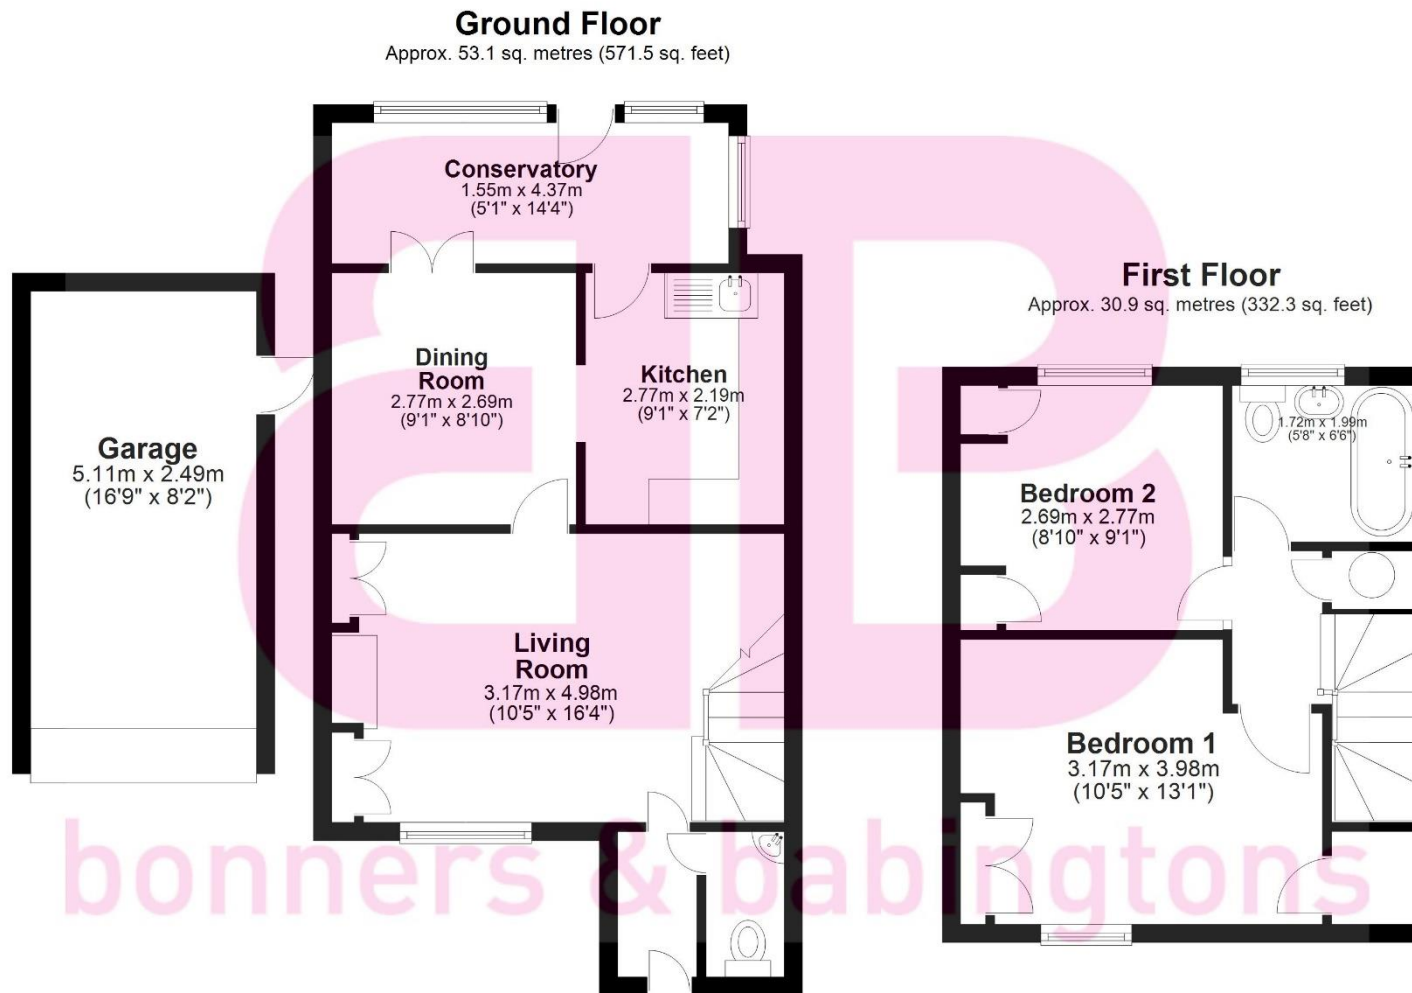 Ground Floor
Approx. 53.1 sq. metres (571.5 sq. feet)
Conservatory
1.55m x 4.37m
(5'1" x 14'4")
Dining
Room
2.77m x 2.69m
(9'1" x 8'10")
Kitchen
2.77m x 2.19m
(9'1" x 7'2")
Garage
5.11m x 2.49m
(16'9" x 8'2")
Living
Room
3.17m x 4.98m
(10'5" x 16'4")
First Floor
Approx. 30.9 sq. metres (332.3 sq. feet)
1.72m x 1.99m
(5'8" x 6'6")
Bedroom 2
2.69m x 2.77m
(8'10" x 9'1")
Bedroom 1
3.17m x 3.98m
(10'5" x 13'1")
bonners & babingtons